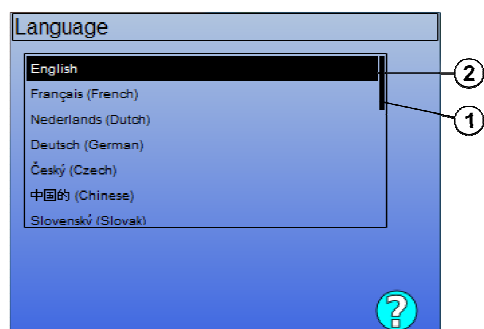 Language
English
Français (French)
Nederlands (Dutch)
Deutsch (German)
Český (Czech)
中国的 (Chinese)
Slovenský (Slovak)
2
1
?